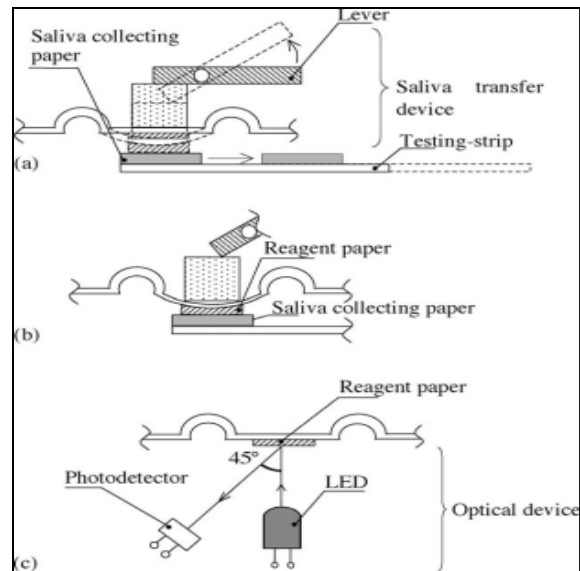 Lever
Saliva collecting
paper
Saliva transfer
device
Testing-strip
(a)
Reagent paper
Saliva collecting paper
(b)
Reagent paper
45°
Photodetector
LED
Optical device
(c)